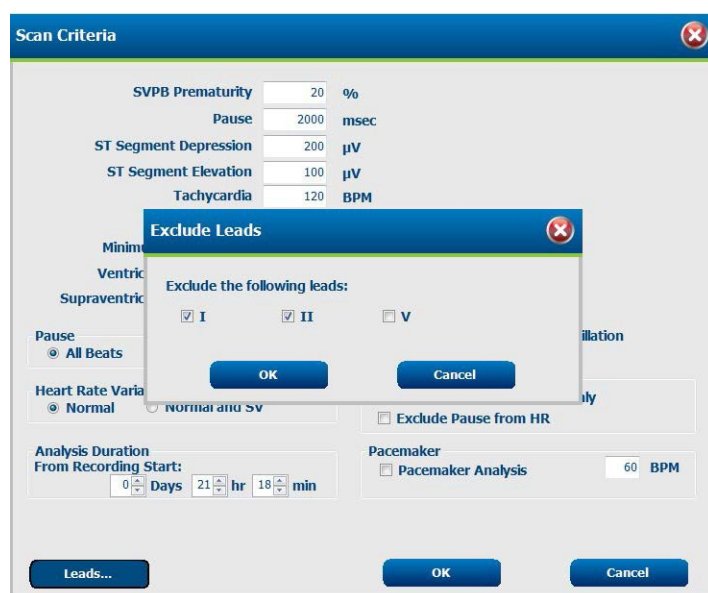 Scan Criteria
SVPB Prematurity 20 %
Pause 2000 msec
ST Segment Depression 200 µV
ST Segment Elevation 100 µV
Tachycardia 120 BPM
Exclude Leads
Exclude the following leads:
I II V
OK Cancel
Pause
All Beats
Heart Rate
Normal Normal and SV
Exclude Pause from HR
Analysis Duration
From Recording Start:
0 Days 21 hr 18 min
Pacemaker
Pacemaker Analysis 60 BPM
Leads... OK Cancel